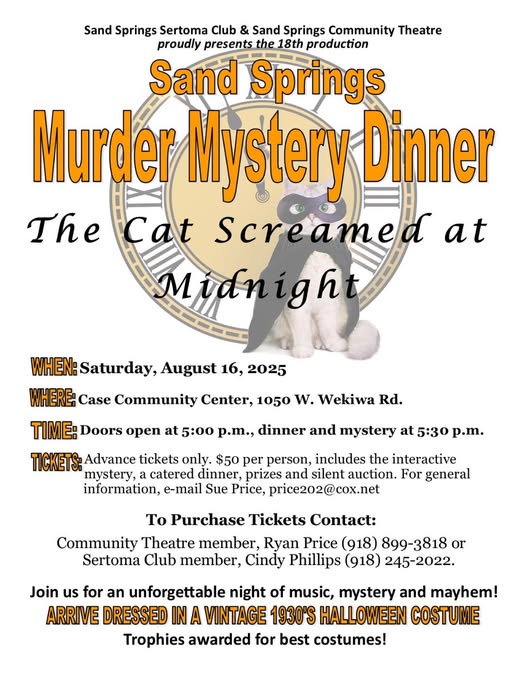 Sand Springs Sertoma Club & Sand Springs Community Theatre
proudly presents the 18th production
Sand Springs
Murder Mystery Dinner
The Cat Screamed at
Midnight
WHEN: Saturday, August 16, 2025
WHERE: Case Community Center, 1050 W. Wekiwa Rd.
TIME: Doors open at 5:00 p.m., dinner and mystery at 5:30 p.m.
TICKETS: Advance tickets only. $50 per person, includes the interactive
mystery, a catered dinner, prizes and silent auction. For general
information, e-mail Sue Price, price202@cox.net
To Purchase Tickets Contact:
Community Theatre member, Ryan Price (918) 899-3818 or
Sertoma Club member, Cindy Phillips (918) 245-2022.
Join us for an unforgettable night of music, mystery and mayhem!
ARRIVE DRESSED IN A VINTAGE 1930'S HALLOWEEN COSTUME
Trophies awarded for best costumes!